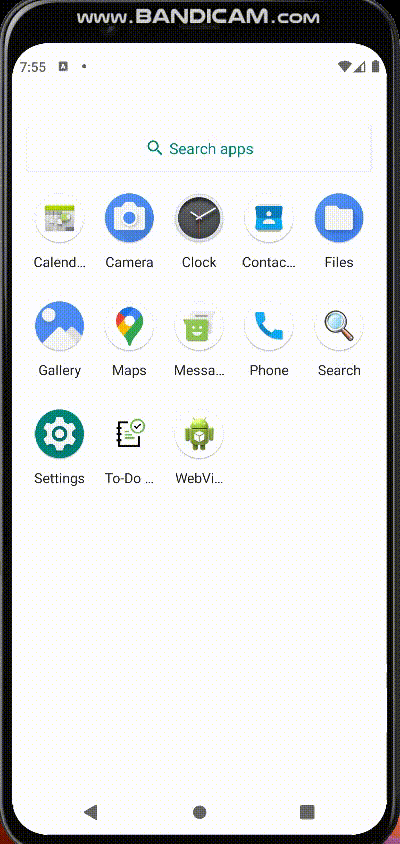 www.BANDICAM.com
7:55
Search apps
Calend... Camera Clock Contac... Files
Gallery Maps Messa... Phone Search
Settings To-Do ... WebVi...